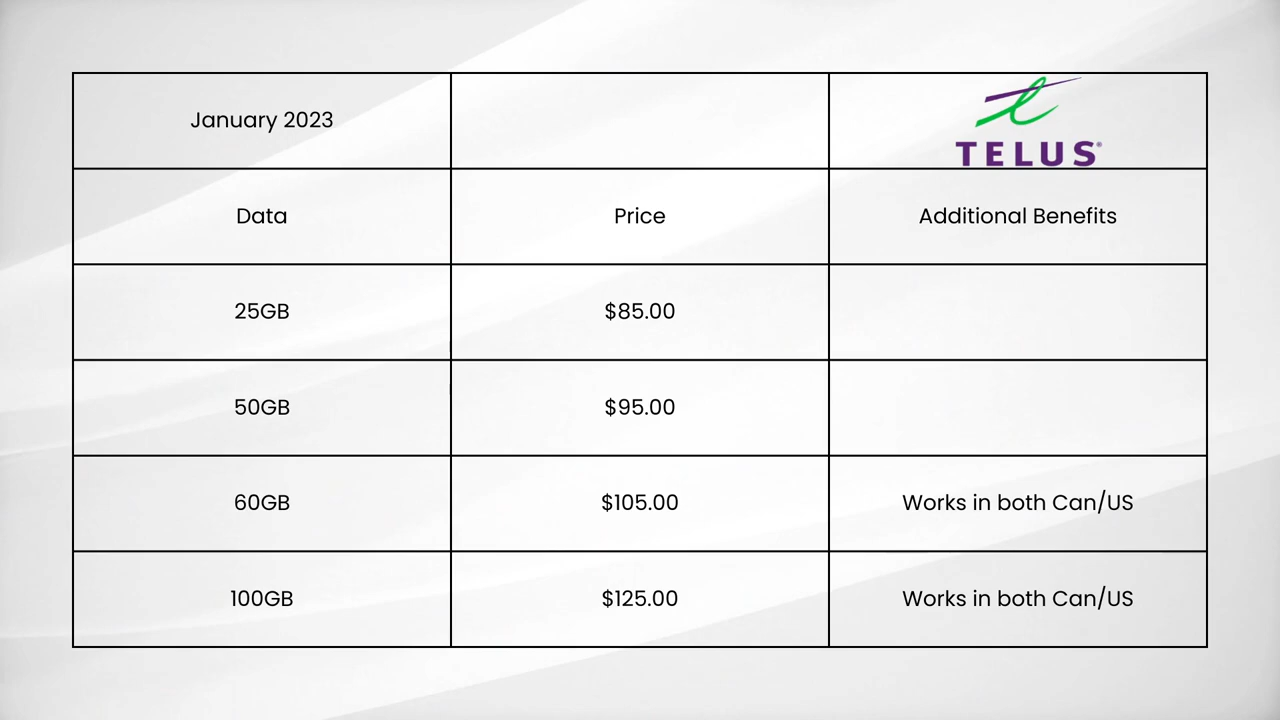 January 2023
TELUS®
Data Price Additional Benefits
25GB $85.00
50GB $95.00
60GB $105.00 Works in both Can/US
100GB $125.00 Works in both Can/US